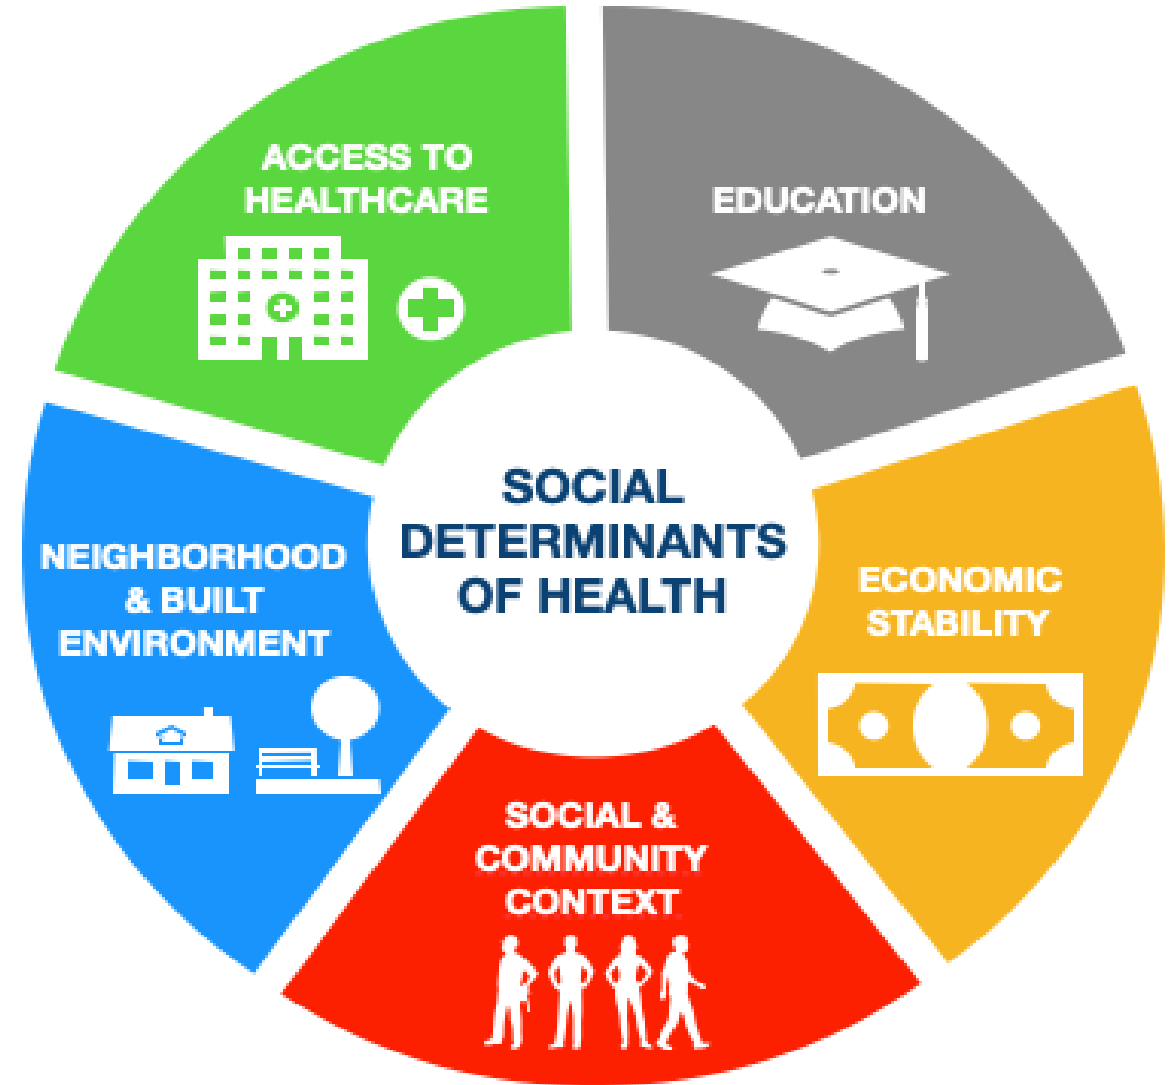 ACCESS TO
HEALTHCARE
EDUCATION
SOCIAL
DETERMINANTS
OF HEALTH
NEIGHBORHOOD
& BUILT
ENVIRONMENT
ECONOMIC
STABILITY
SOCIAL &
COMMUNITY
CONTEXT